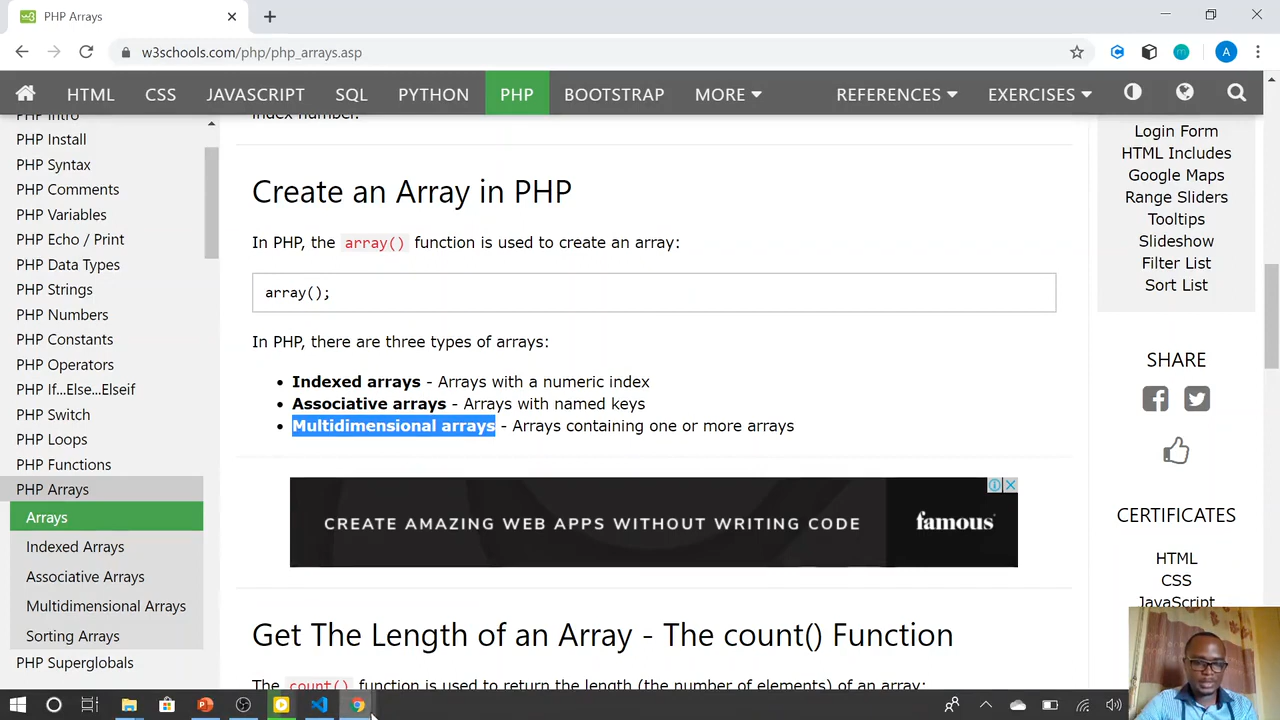 PHP Arrays
w3schools.com/php/php_arrays.asp
A
HTML CSS JAVASCRIPT SQL PYTHON PHP BOOTSTRAP MORE REFERENCES EXERCISES
PHP Intro
PHP Install
PHP Syntax
PHP Comments
PHP Variables
PHP Echo / Print
PHP Data Types
PHP Strings
PHP Numbers
PHP Constants
PHP Operators
PHP If...Else...Elseif
PHP Switch
PHP Loops
PHP Functions
PHP Arrays
Arrays
Indexed Arrays
Associative Arrays
Multidimensional Arrays
Sorting Arrays
PHP Superglobals
index number.
Create an Array in PHP
In PHP, the array() function is used to create an array:
array();
In PHP, there are three types of arrays:
• Indexed arrays - Arrays with a numeric index
• Associative arrays - Arrays with named keys
• Multidimensional arrays - Arrays containing one or more arrays
CREATE AMAZING WEB APPS WITHOUT WRITING CODE famous
Get The Length of an Array - The count() Function
The count() function is used to return the length (the number of elements) of an array:
Login Form
HTML Includes
Google Maps
Range Sliders
Tooltips
Slideshow
Filter List
Sort List
SHARE
CERTIFICATES
HTML
CSS
JavaScript